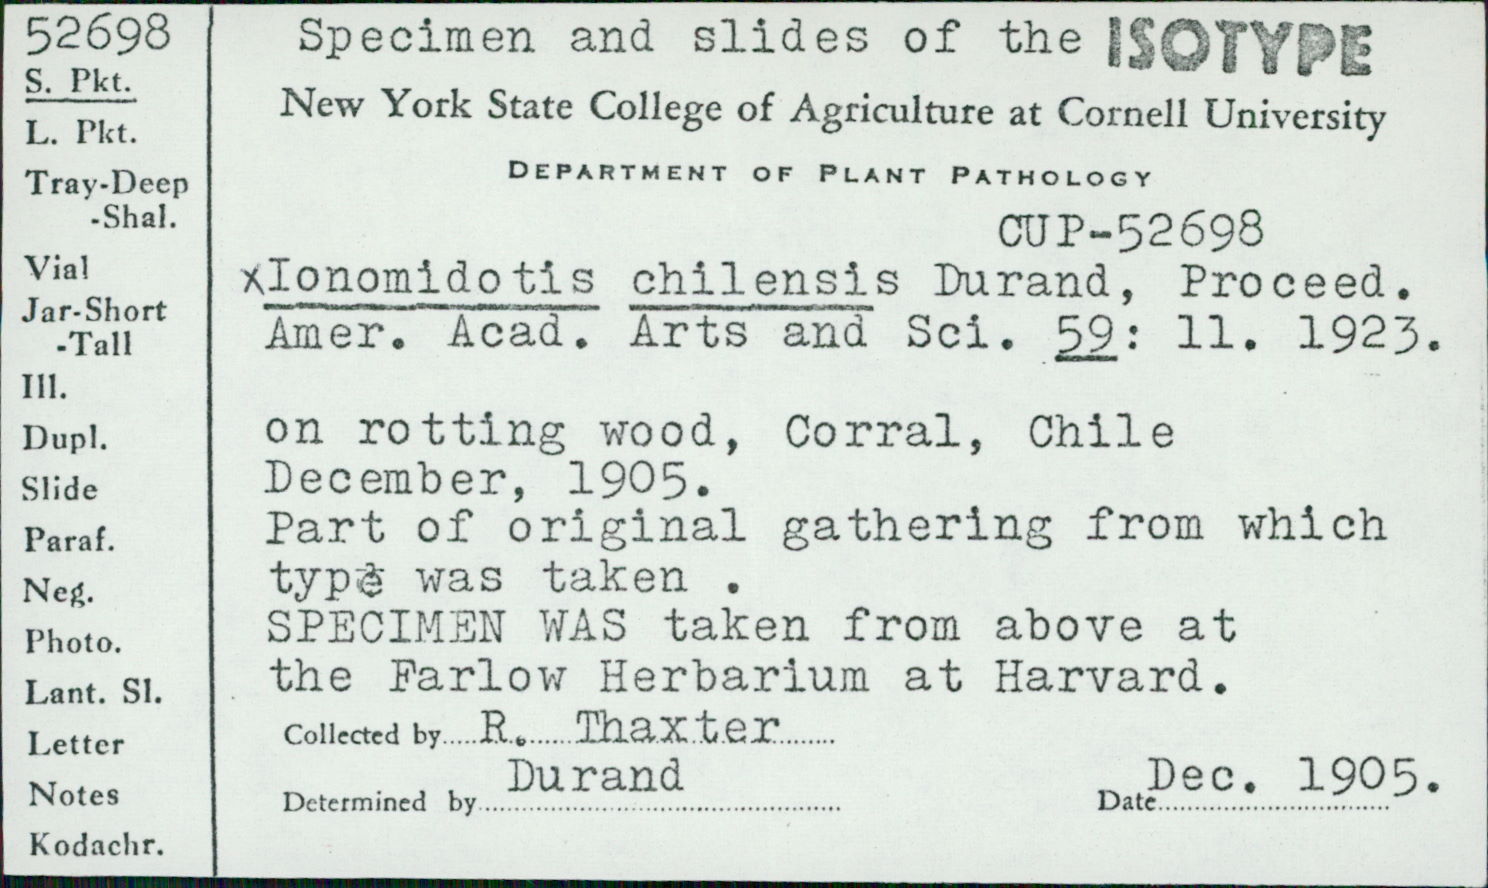 52698
S. Pkt.
L. Pkt.
Tray-Deep
-Shal.
Vial
Jar-Short
-Tall
Ill.
Dupl.
Slide
Paraf.
Neg.
Photo.
Lant. Sl.
Letter
Notes
Kodachr.
Specimen and slides of the ISOTYPE
New York State College of Agriculture at Cornell University
DEPARTMENT OF PLANT PATHOLOGY
CUP-52698
xIonomidotis chilensis Durand, Proceed.
Amer. Acad. Arts and Sci. 59: 11. 1923.
on rotting wood, Corral, Chile
December, 1905.
Part of original gathering from which
type was taken .
SPECIMEN WAS taken from above at
the Farlow Herbarium at Harvard.
Collected by R. Thaxter
Determined by Durand
Date Dec. 1905.